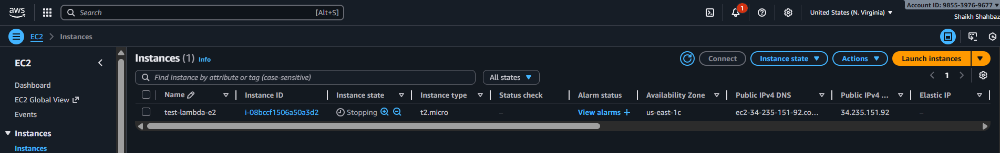 aws
Search [Alt+S]
1
United States (N. Virginia)
Account ID: 9855-3976-9677
Shaikh Shahbaz
EC2 > Instances
EC2
Dashboard
EC2 Global View
Events
Instances
Instances
Instances (1) Info
Connect
Instance state
Actions
Launch instances
Find Instance by attribute or tag (case-sensitive)
All states
1
Name Instance ID Instance state Instance type Status check Alarm status Availability Zone Public IPv4 DNS Public IPv4 ... Elastic IP
test-lambda-e2 i-08bccf1506a50a3d2 Stopping t2.micro – View alarms + us-east-1c ec2-34-235-151-92.co... 34.235.151.92 –